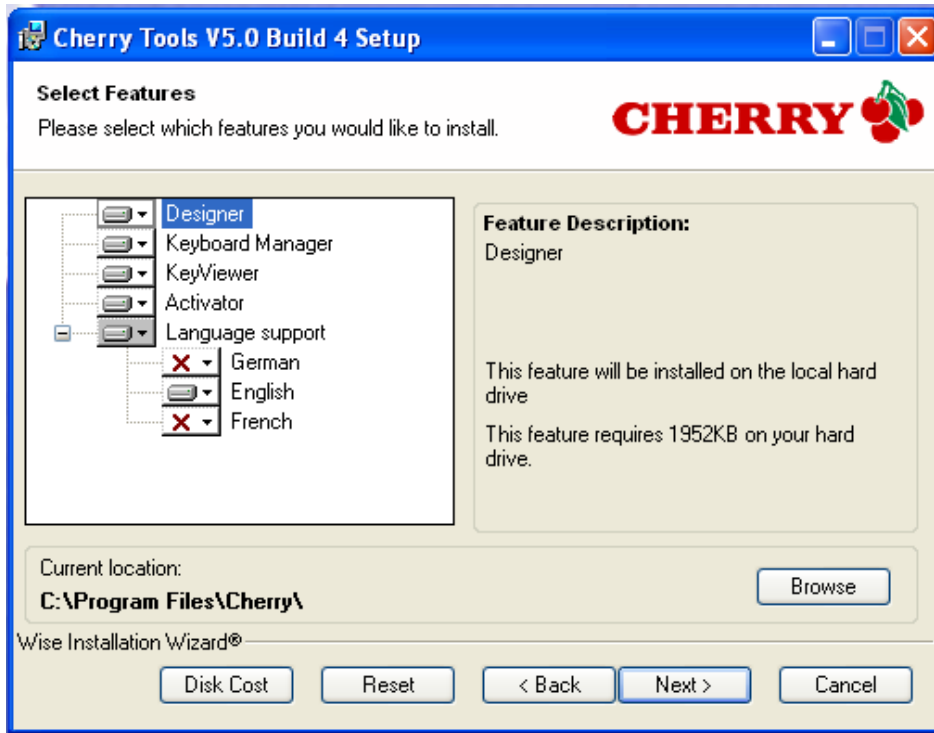 Cherry Tools V5.0 Build 4 Setup
Select Features
Please select which features you would like to install.
CHERRY
Designer
Keyboard Manager
KeyViewer
Activator
Language support
German
English
French
Feature Description:
Designer
This feature will be installed on the local hard
drive
This feature requires 1952KB on your hard
drive.
Current location:
C:\Program Files\Cherry\
Browse
Wise Installation Wizard®
Disk Cost
Reset
< Back
Next >
Cancel